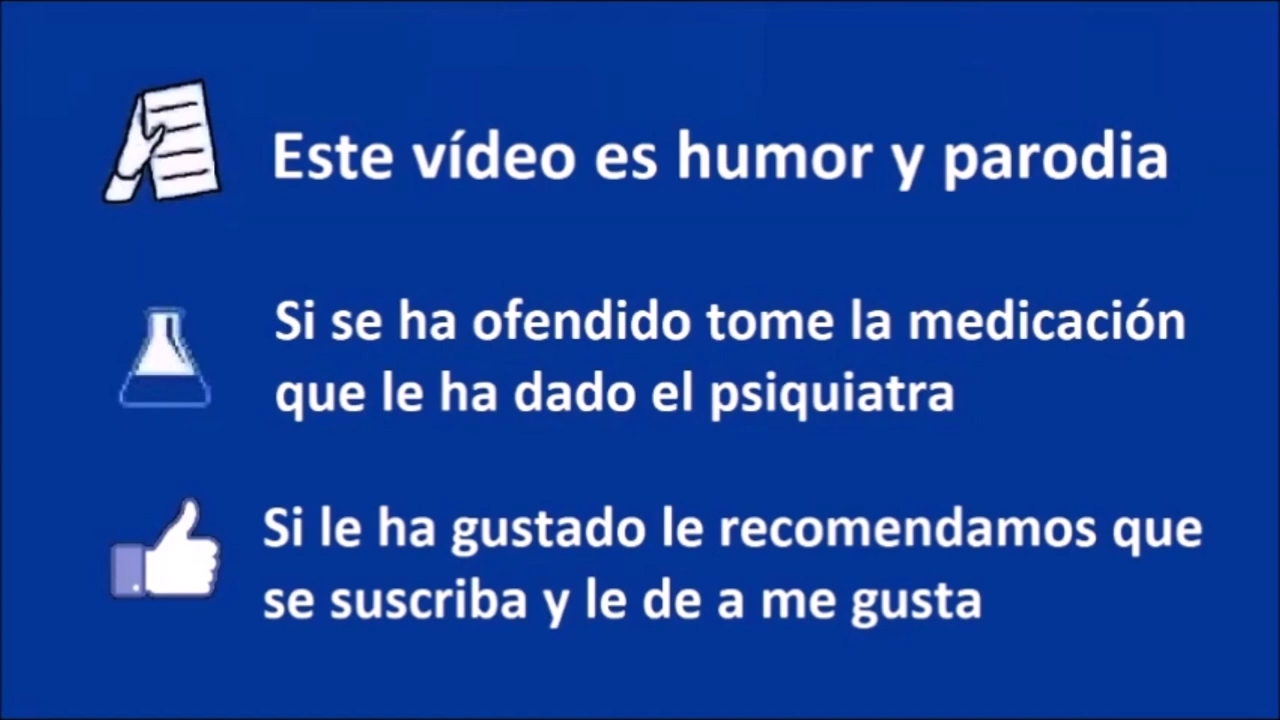 Este vídeo es humor y parodia
Si se ha ofendido tome la medicación
que le ha dado el psiquiatra
Si le ha gustado le recomendamos que
se suscriba y le de a me gusta